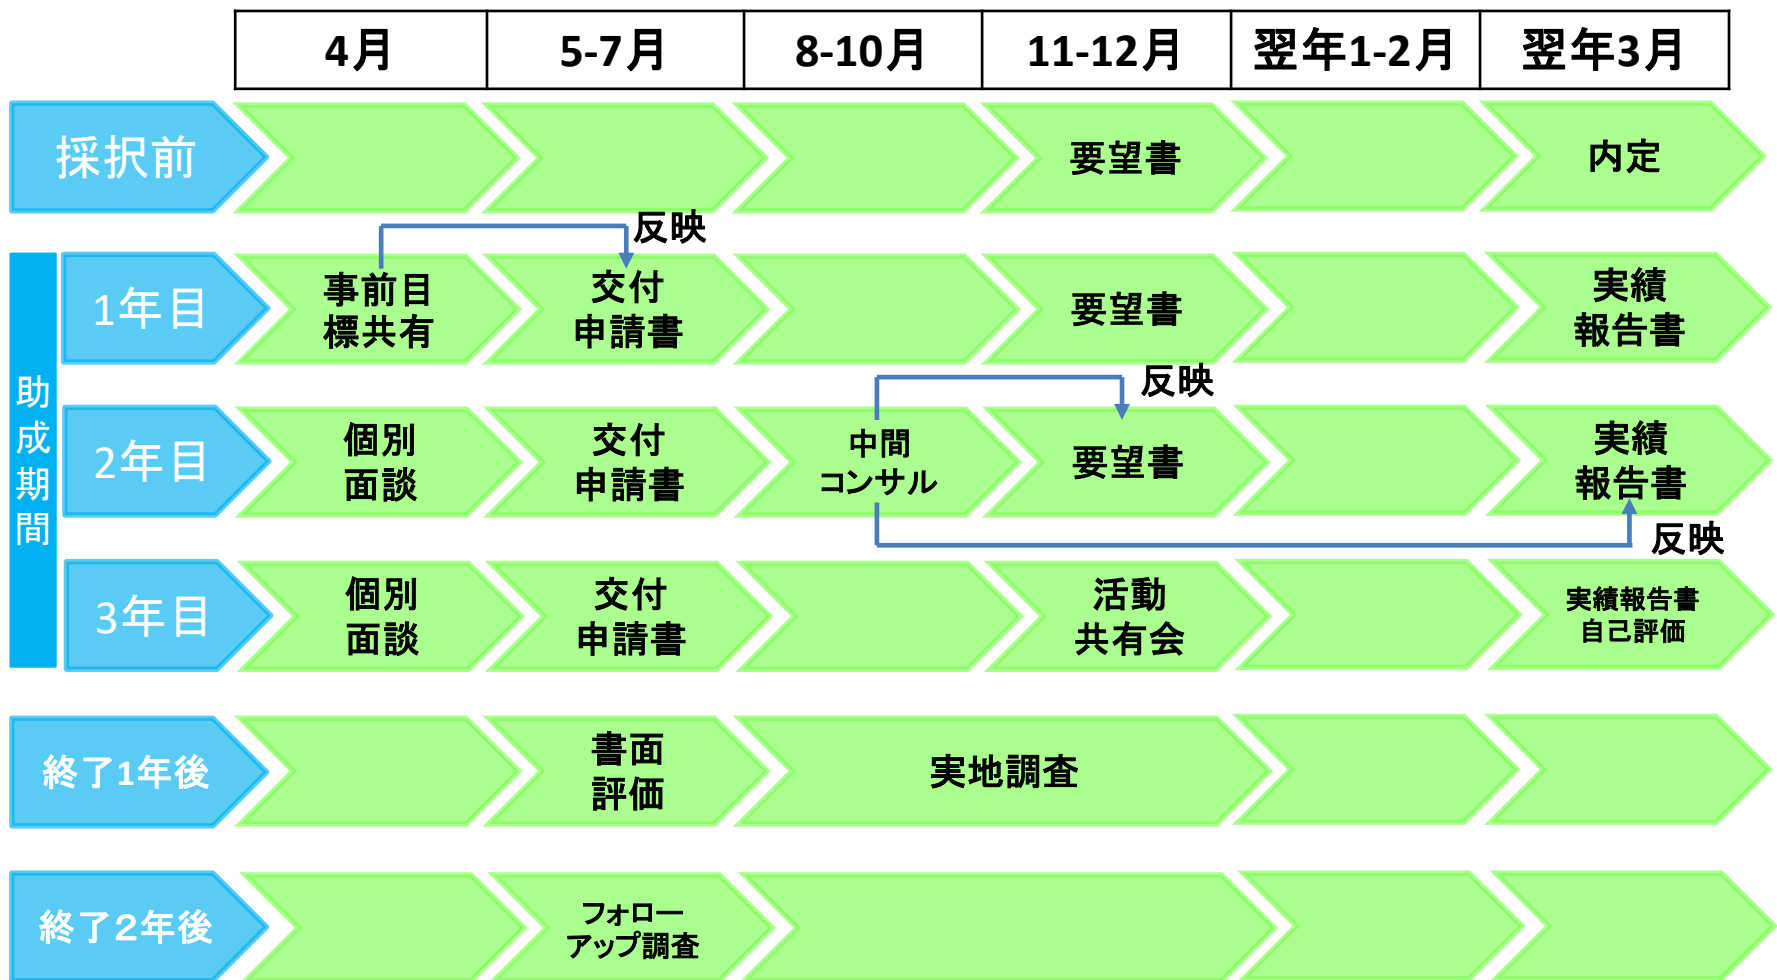 4月
5-7月
8-10月
11-12月
翌年1-2月
翌年3月
採択前
要望書
内定
反映
助成期間
1年目
事前目
標共有
交付
申請書
要望書
実績
報告書
反映
2年目
個別
面談
交付
申請書
中間
コンサル
要望書
実績
報告書
反映
3年目
個別
面談
交付
申請書
活動
共有会
実績報告書
自己評価
終了1年後
書面
評価
実地調査
終了２年後
フォロー
アップ調査